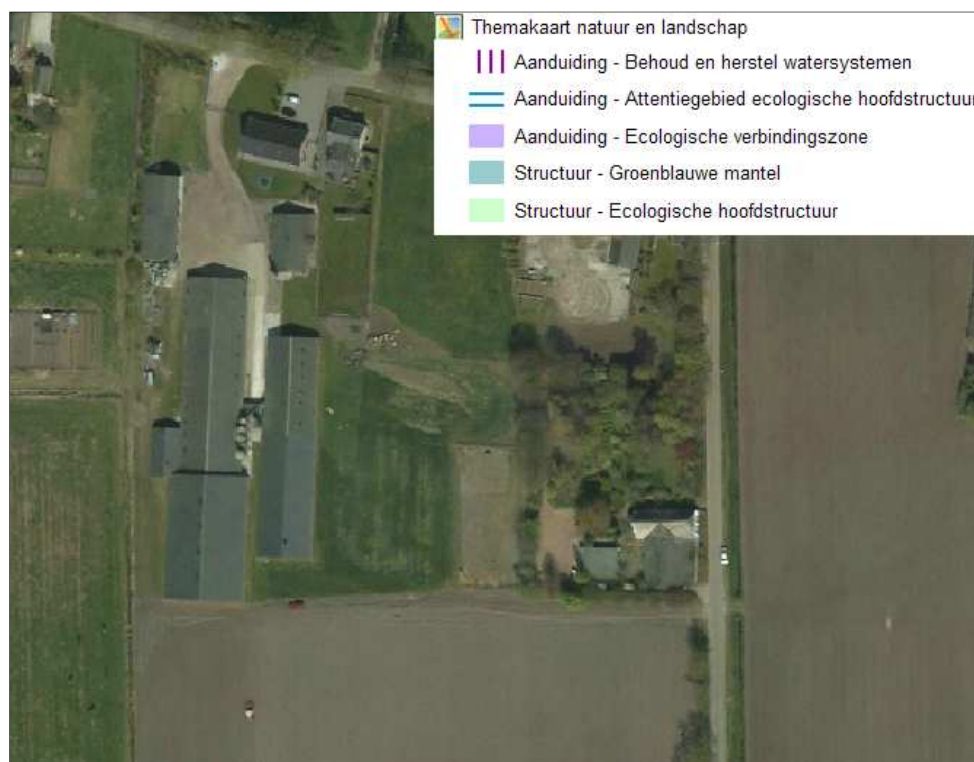 Themakaart natuur en landschap
Aanduiding - Behoud en herstel watersystemen
Aanduiding - Attentiegebied ecologische hoofdstructuur
Aanduiding - Ecologische verbindingszone
Structuur - Groenblauwe mantel
Structuur - Ecologische hoofdstructuur